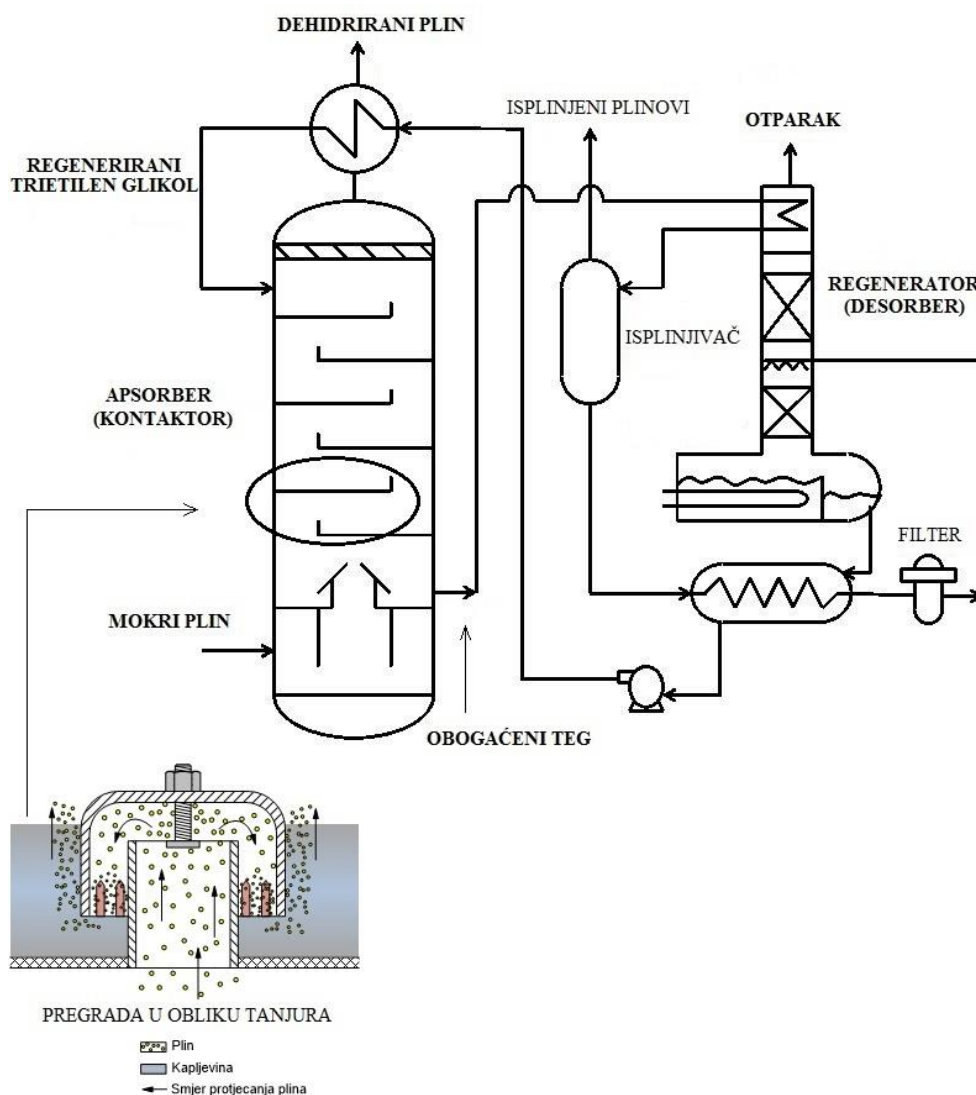 DEHIDRIRANI PLIN
ISPLINJENI PLINOVI
OTPARAK
REGENERIRANI
TRIETILEN GLIKOL
REGENERATOR
(DESORBER)
ISPLINJIVAČ
APSORBER
(KONTAKTOR)
FILTER
MOKRI PLIN
OBOGAĆENI TEG
PREGRADA U OBLIKU TANJURA
Plin
Kapljevina
Smjer protjecanja plina